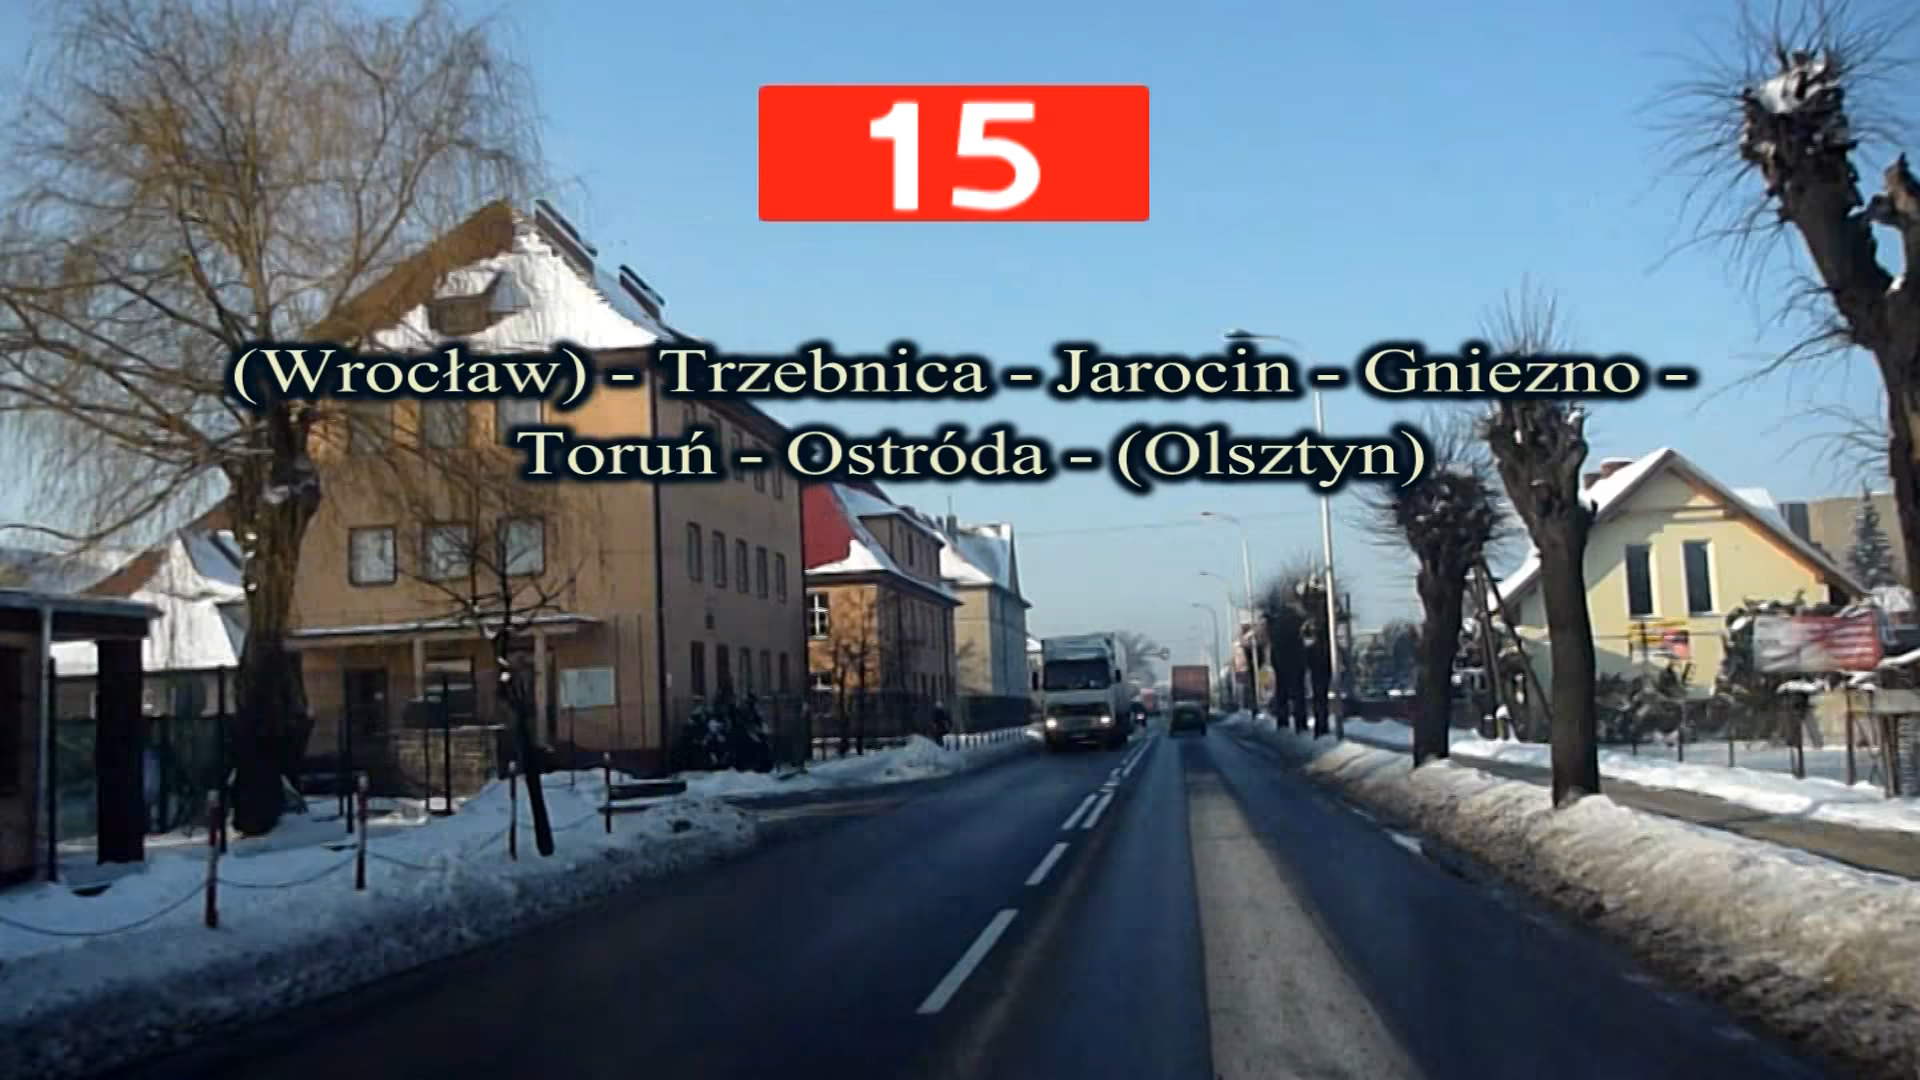 15
(Wrocław) - Trzebnica - Jarocin - Gniezno -
Toruń - Ostróda - (Olsztyn)